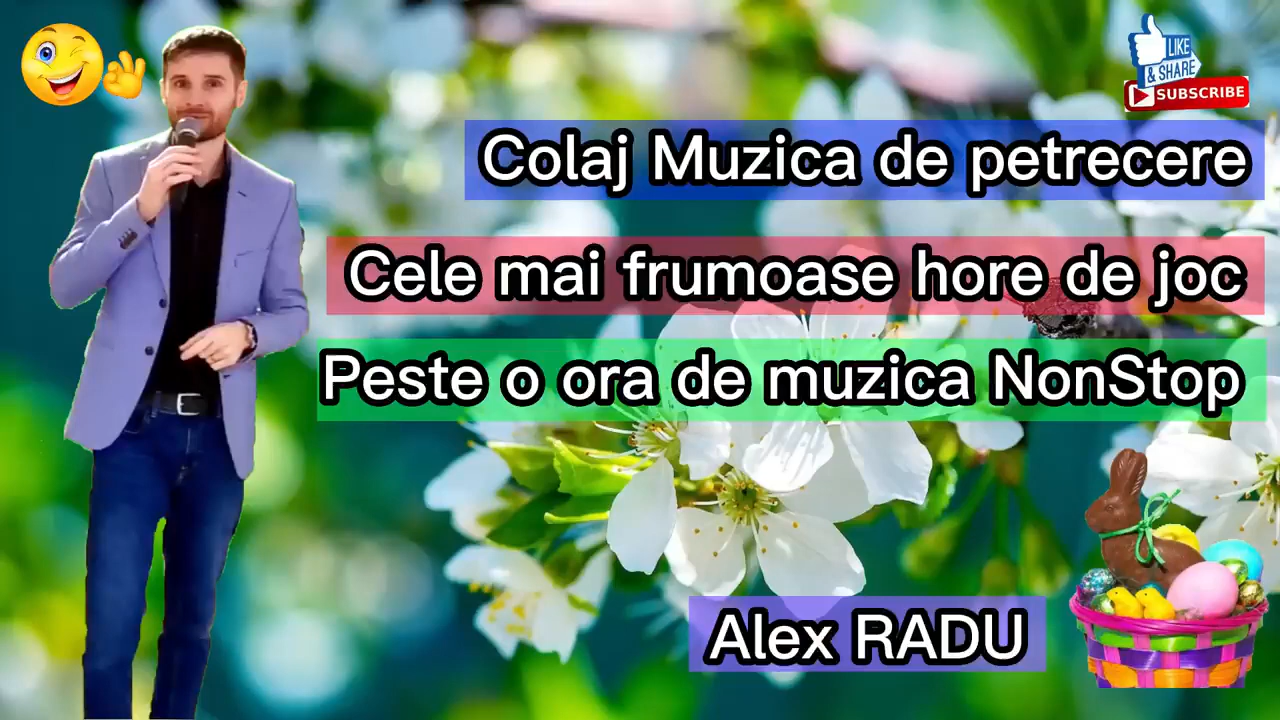 LIKE
& SHARE
SUBSCRIBE
Colaj Muzica de petrecere
Cele mai frumoase hore de joc
Peste o ora de muzica NonStop
Alex RADU